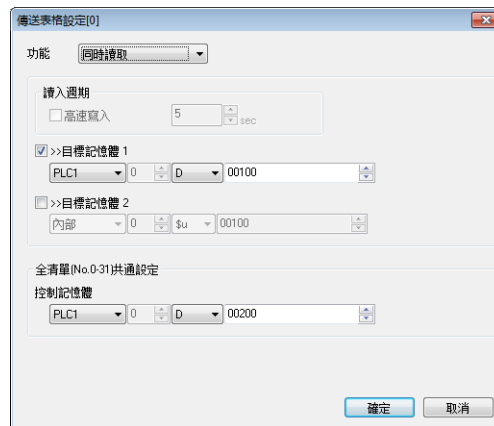 傳送表格設定[0]
功能 同時讀取
讀入週期
高速寫入 5 sec
>>目標記憶體 1
PLC1 0 D 00100
>>目標記憶體 2
內部 0 $u 00100
全清單(No.0-31)共通設定
控制記憶體
PLC1 0 D 00200
確定 取消